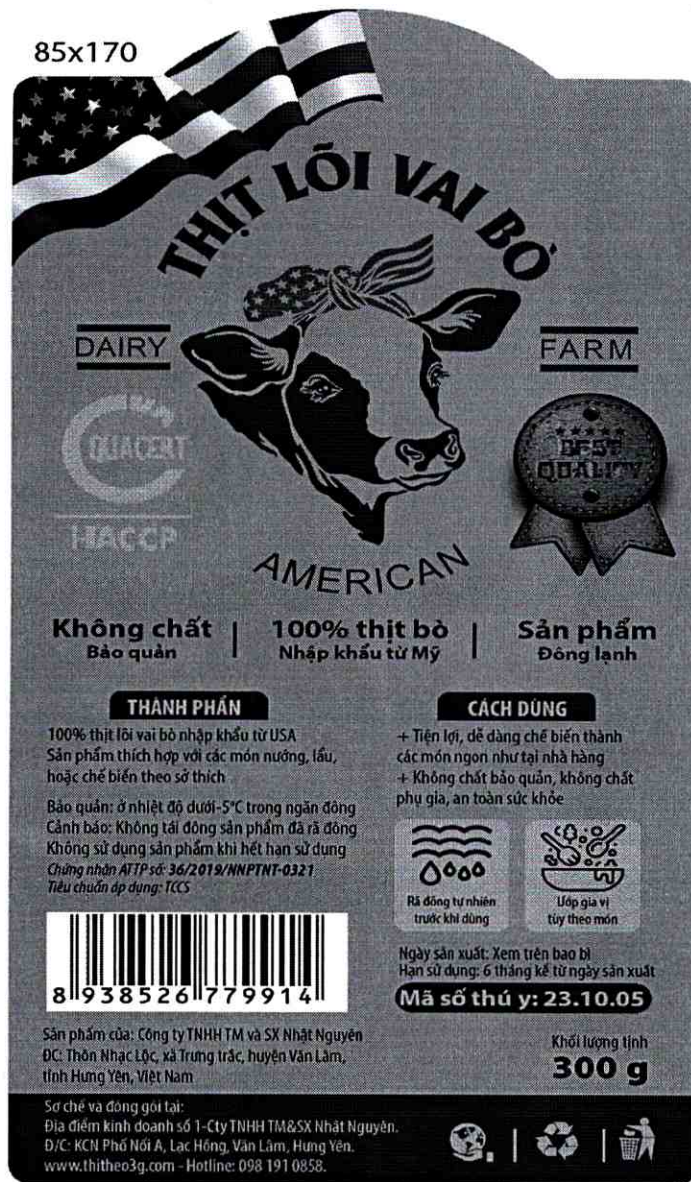 85x170
THỊT LÕI VAI BÒ
DAIRY
FARM
QUACERT
HACCP
BEST
QUALITY
AMERICAN
Không chất
Bảo quản
100% thịt bò
Nhập khẩu từ Mỹ
Sản phẩm
Đông lạnh
THÀNH PHẦN
100% thịt lõi vai bò nhập khẩu từ USA
Sản phẩm thích hợp với các món nướng, lẩu,
hoặc chế biến theo sở thích
Bảo quản: ở nhiệt độ dưới-5°C trong ngăn đông
Cảnh báo: Không tái đông sản phẩm đã rã đông
Không sử dụng sản phẩm khi hết hạn sử dụng
Chứng nhận ATTP số: 36/2019/NNPTNT-0321
Tiêu chuẩn áp dụng: TCCS
8 938526 779914
Sản phẩm của: Công ty TNHH TM và SX Nhật Nguyên
ĐC: Thôn Nhạc Lộc, xã Trưng trắc, huyện Văn Lâm,
tỉnh Hưng Yên, Việt Nam
CÁCH DÙNG
+ Tiện lợi, dễ dàng chế biến thành
các món ngon như tại nhà hàng
+ Không chất bảo quản, không chất
phụ gia, an toàn sức khỏe
Rã đông tự nhiên
trước khi dùng
Ướp gia vị
tùy theo món
Ngày sản xuất: Xem trên bao bì
Hạn sử dụng: 6 tháng kể từ ngày sản xuất
Mã số thú y: 23.10.05
Khối lượng tịnh
300 g
Sơ chế và đóng gói tại:
Địa điểm kinh doanh số 1-Cty TNHH TM&SX Nhật Nguyên.
Đ/C: KCN Phố Nối A, Lạc Hồng, Văn Lâm, Hưng Yên.
www.thitheo3g.com - Hotline: 098 191 0858.